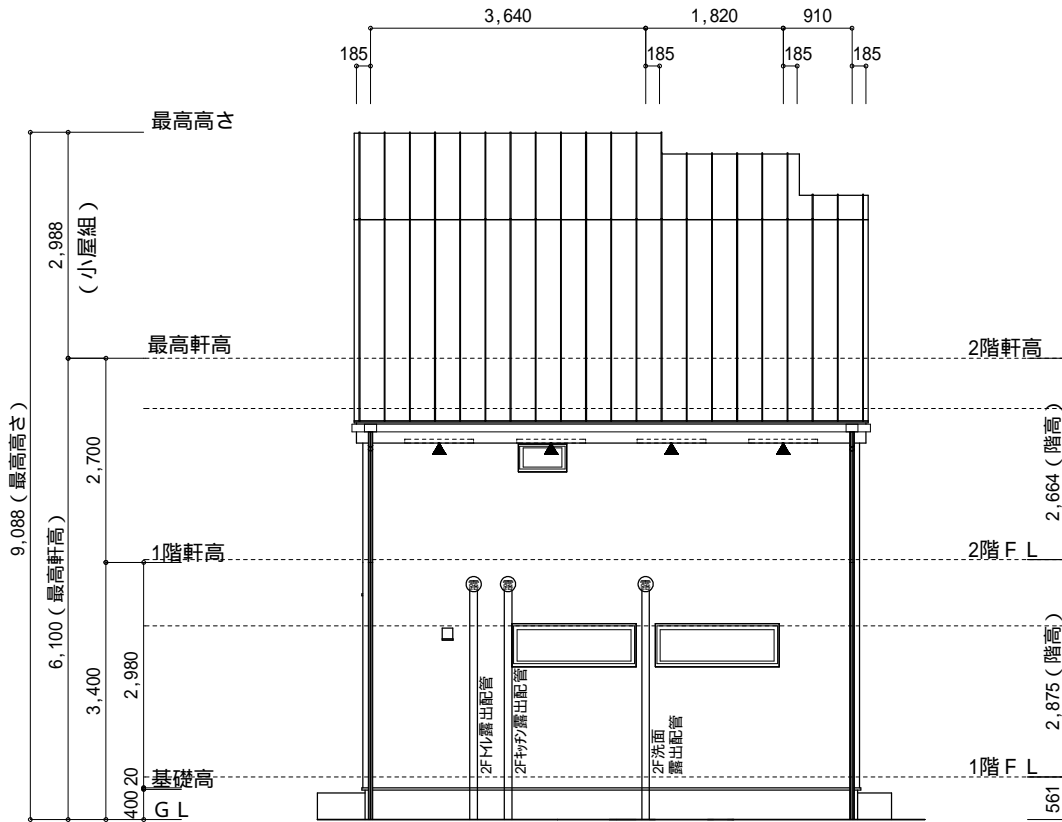 3,640
1,820
910
185
185
185
185
最高高さ
2,988
(小屋組)
最高軒高
2階軒高
9,088(最高高さ)
6,100(最高軒高)
2,700
2,664(階高)
1階軒高
2階FL
3,400
2,980
2Fトイレ露出配管
2Fキッチン露出配管
2F洗面
露出配管
2,875(階高)
20
基礎高
1階FL
400
GL
561